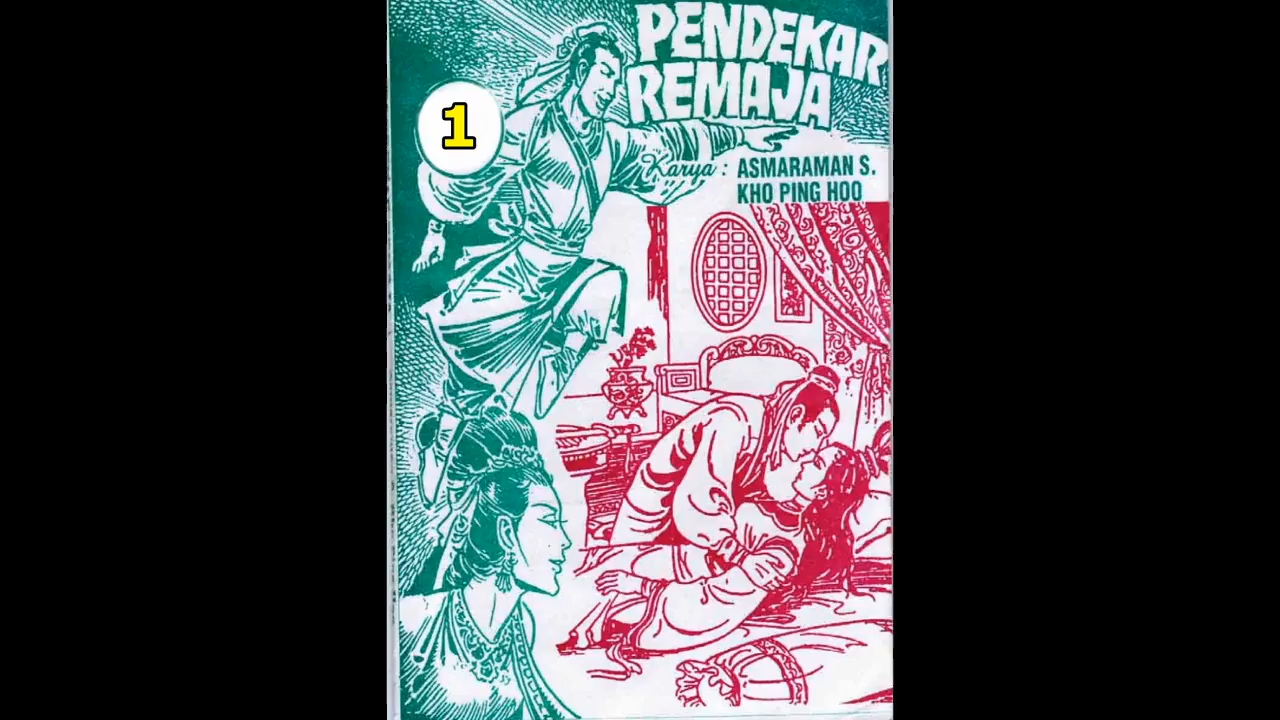 PENDEKAR
REMAJA
1
Karya : ASMARAMAN S.
KHO PING HOO